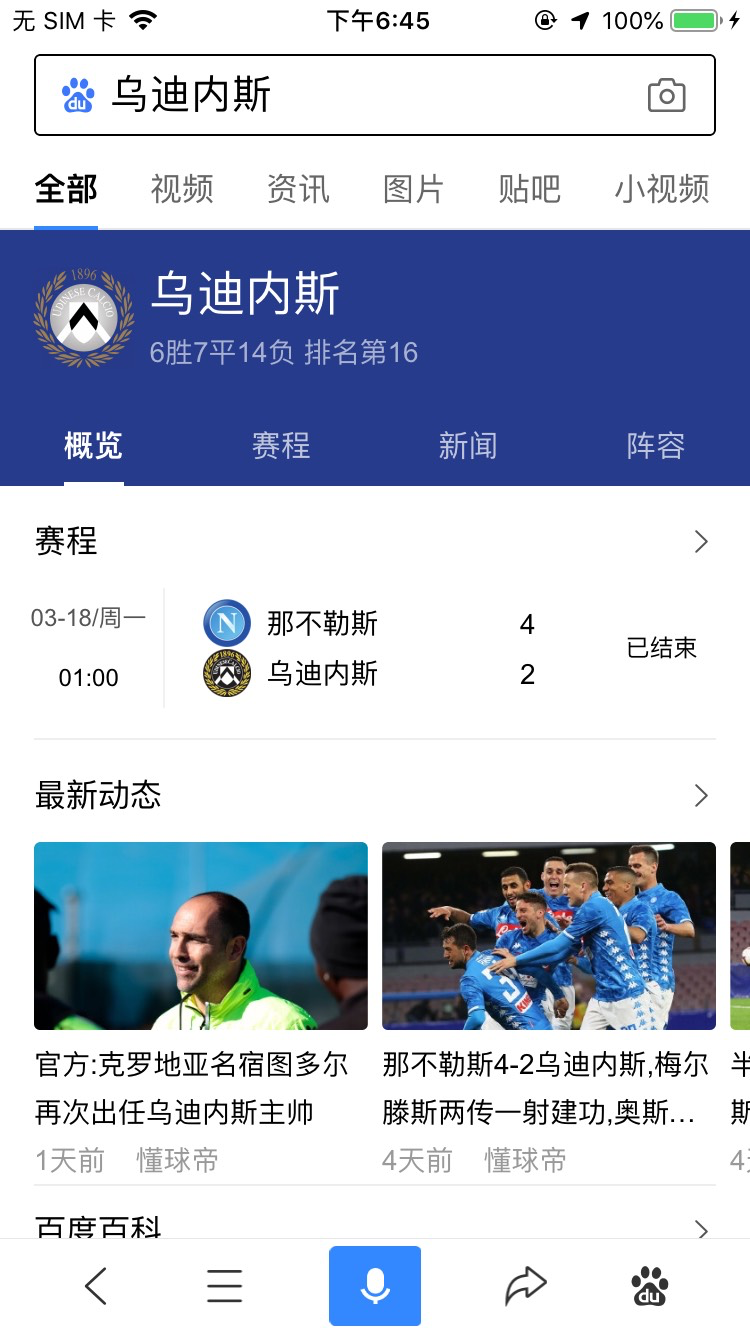 无 SIM 卡 下午6:45 100%
du 乌迪内斯
全部 视频 资讯 图片 贴吧 小视频
1896
UDINESE CALCIO
乌迪内斯
6胜7平14负 排名第16
概览 赛程 新闻 阵容
赛程
03-18/周一
01:00
N 那不勒斯 4
乌迪内斯 2
已结束
最新动态
官方:克罗地亚名宿图多尔
再次出任乌迪内斯主帅
1天前 懂球帝
那不勒斯4-2乌迪内斯,梅尔
滕斯两传一射建功,奥斯...
4天前 懂球帝
半
斯
4天
百度百科
du